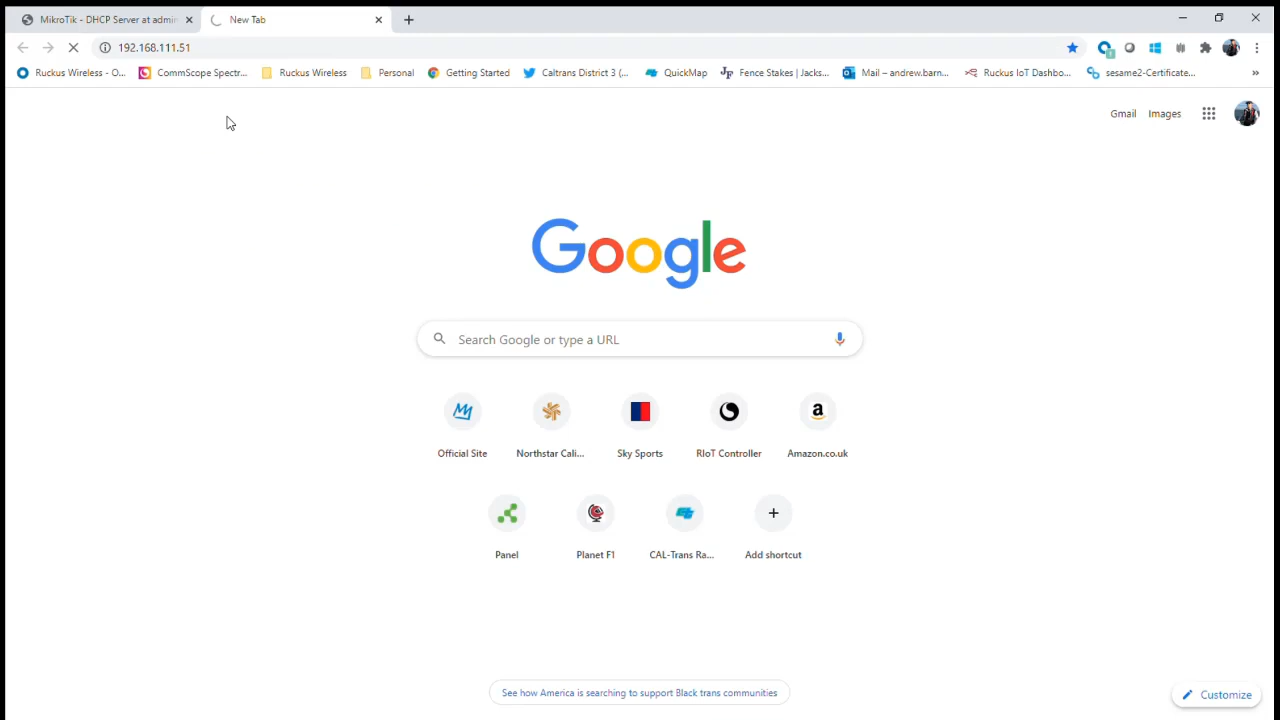 MikroTik - DHCP Server at admin
New Tab
192.168.111.51
Ruckus Wireless - O...
CommScope Spectr...
Ruckus Wireless
Personal
Getting Started
Caltrans District 3 (...
QuickMap
Fence Stakes | Jacks...
Mail – andrew.barn...
Ruckus IoT Dashbo...
sesame2-Certificate...
Gmail
Images
Google
Search Google or type a URL
Official Site
Northstar Cali...
Sky Sports
RIoT Controller
Amazon.co.uk
Panel
Planet F1
CAL-Trans Ra...
Add shortcut
See how America is searching to support Black trans communities
Customize